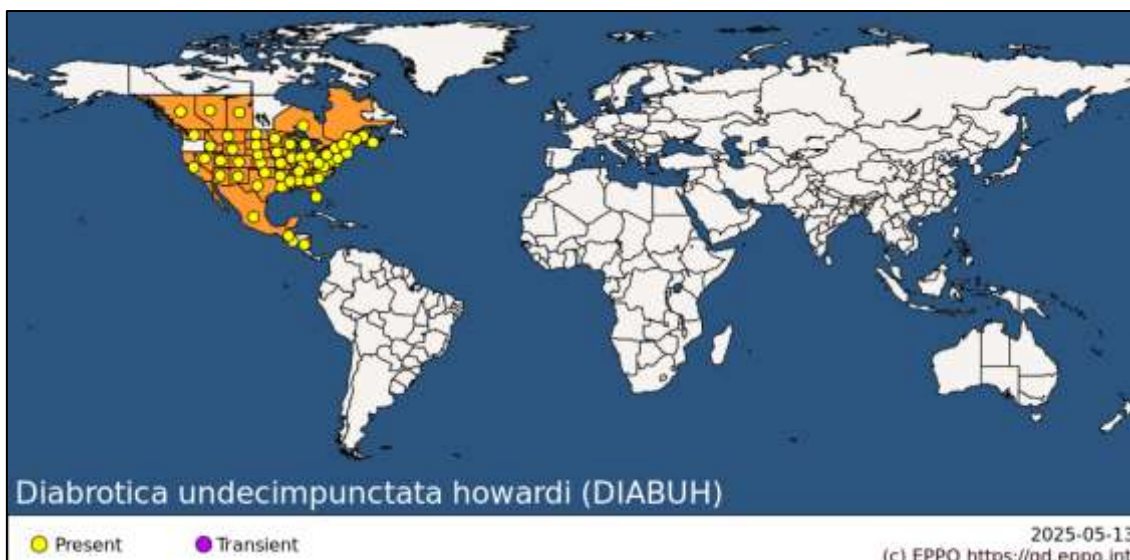 Diabrotica undecimpunctata howardi (DIABUH)
Present
Transient
2025-05-13
(c) EPPO https://gd.eppo.int